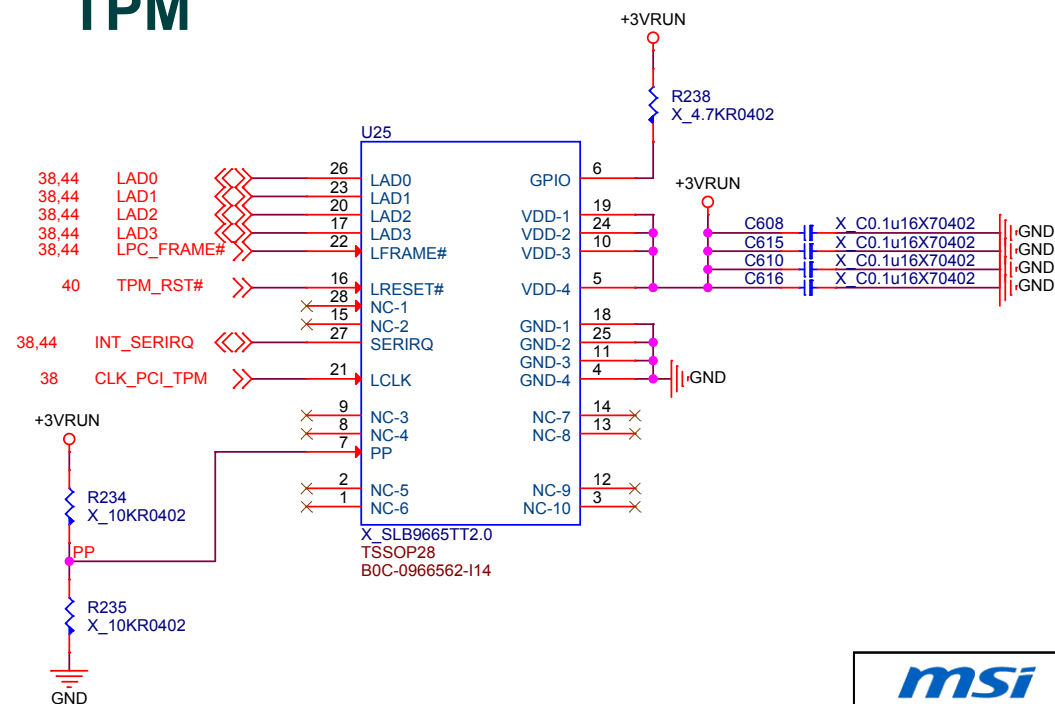 TPM
+3VRUN
R238
X_4.7KR0402
U25
38,44 LAD0 26 LAD0 GPIO 6
38,44 LAD1 23 LAD1
38,44 LAD2 20 LAD2 VDD-1 19
38,44 LAD3 17 LAD3 VDD-2 24
38,44 LPC_FRAME# 22 LFRAME# VDD-3 10
+3VRUN
C608 X_C0.1u16X70402 GND
C615 X_C0.1u16X70402 GND
C610 X_C0.1u16X70402 GND
C616 X_C0.1u16X70402 GND
40 TPM_RST# 16 LRESET# VDD-4 5
28 NC-1
15 NC-2 GND-1 18
38,44 INT_SERIRQ 27 SERIRQ GND-2 25
GND-3 11
38 CLK_PCI_TPM 21 LCLK GND-4 4 GND
9 NC-3 NC-7 14
8 NC-4 NC-8 13
7 PP
2 NC-5 NC-9 12
1 NC-6 NC-10 3
X_SLB9665TT2.0
TSSOP28
B0C-0966562-I14
+3VRUN
R234
X_10KR0402
PP
R235
X_10KR0402
GND
msi